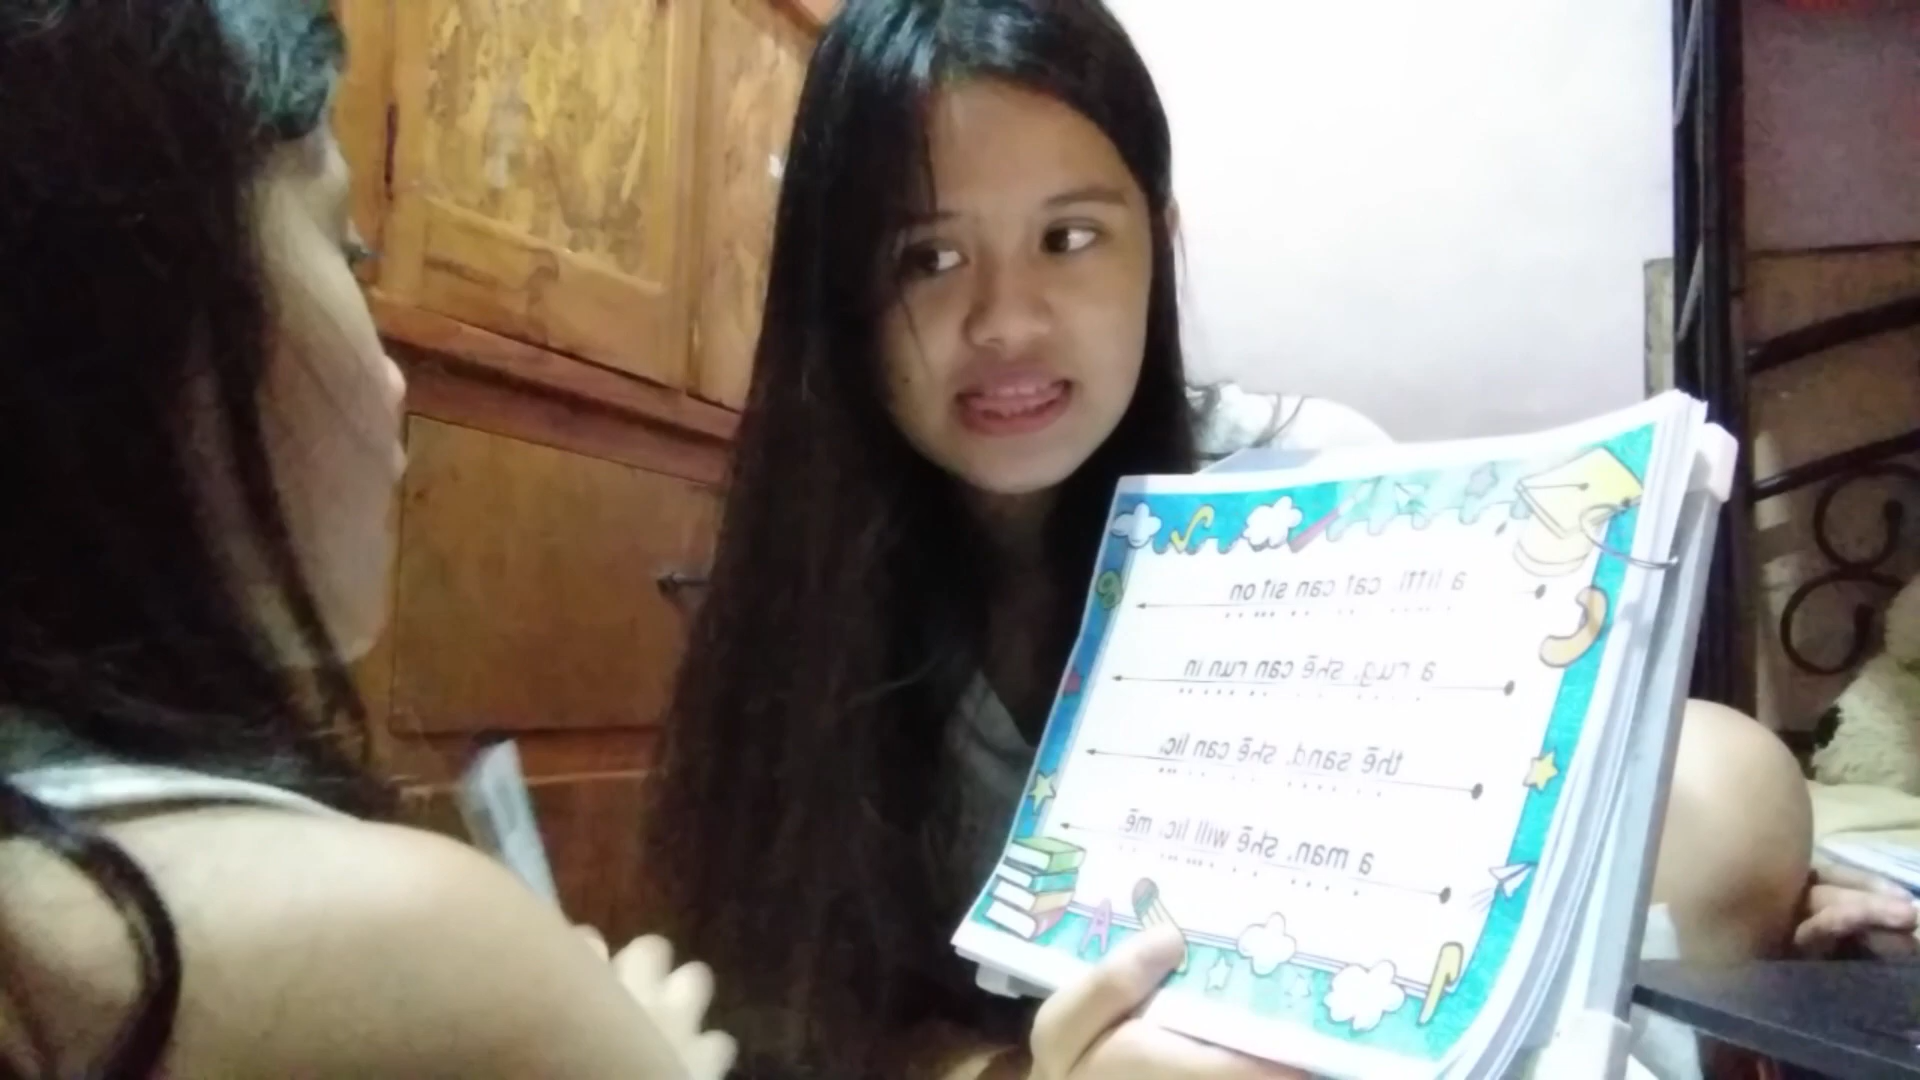 a littl. cat can sit on
a rug. shē can run in
thē sand. shē can lic.
a man. shē will lic. mē.